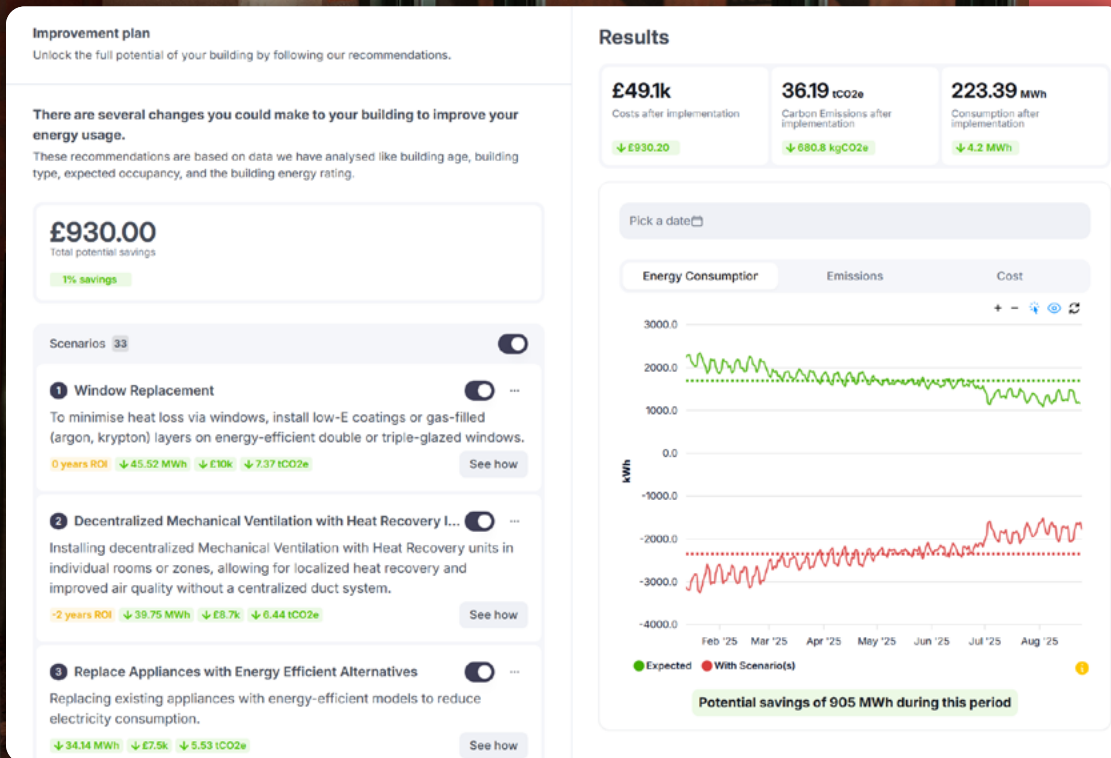 Improvement plan
Unlock the full potential of your building by following our recommendations.
There are several changes you could make to your building to improve your
energy usage.
These recommendations are based on data we have analysed like building age, building
type, expected occupancy, and the building energy rating.
£930.00
Total potential savings
1% savings
Scenarios 33
1 Window Replacement
To minimise heat loss via windows, install low-E coatings or gas-filled
(argon, krypton) layers on energy-efficient double or triple-glazed windows.
0 years ROI ↓ 45.52 MWh ↓ £10k ↓ 7.37 tCO2e
See how
2 Decentralized Mechanical Ventilation with Heat Recovery I...
Installing decentralized Mechanical Ventilation with Heat Recovery units in
individual rooms or zones, allowing for localized heat recovery and
improved air quality without a centralized duct system.
-2 years ROI ↓ 39.75 MWh ↓ £8.7k ↓ 6.44 tCO2e
See how
3 Replace Appliances with Energy Efficient Alternatives
Replacing existing appliances with energy-efficient models to reduce
electricity consumption.
↓ 34.14 MWh ↓ £7.5k ↓ 5.53 tCO2e
See how
Results
£49.1k
Costs after implementation
↓ £930.20
36.19 tCO2e
Carbon Emissions after
implementation
↓ 680.8 kgCO2e
223.39 MWh
Consumption after
implementation
↓ 4.2 MWh
Pick a date
Energy Consumption
Emissions
Cost
3000.0
2000.0
1000.0
0.0
-1000.0
-2000.0
-3000.0
-4000.0
kWh
Feb '25 Mar '25 Apr '25 May '25 Jun '25 Jul '25 Aug '25
Expected With Scenario(s)
Potential savings of 905 MWh during this period